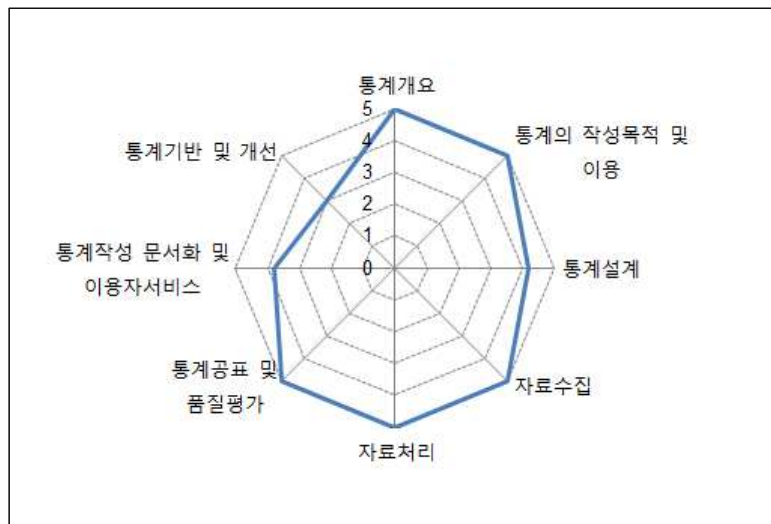 통계개요
5
4
3
2
1
0
통계의 작성목적 및
이용
통계설계
자료수집
자료처리
통계공표 및
품질평가
통계작성 문서화 및
이용자서비스
통계기반 및 개선